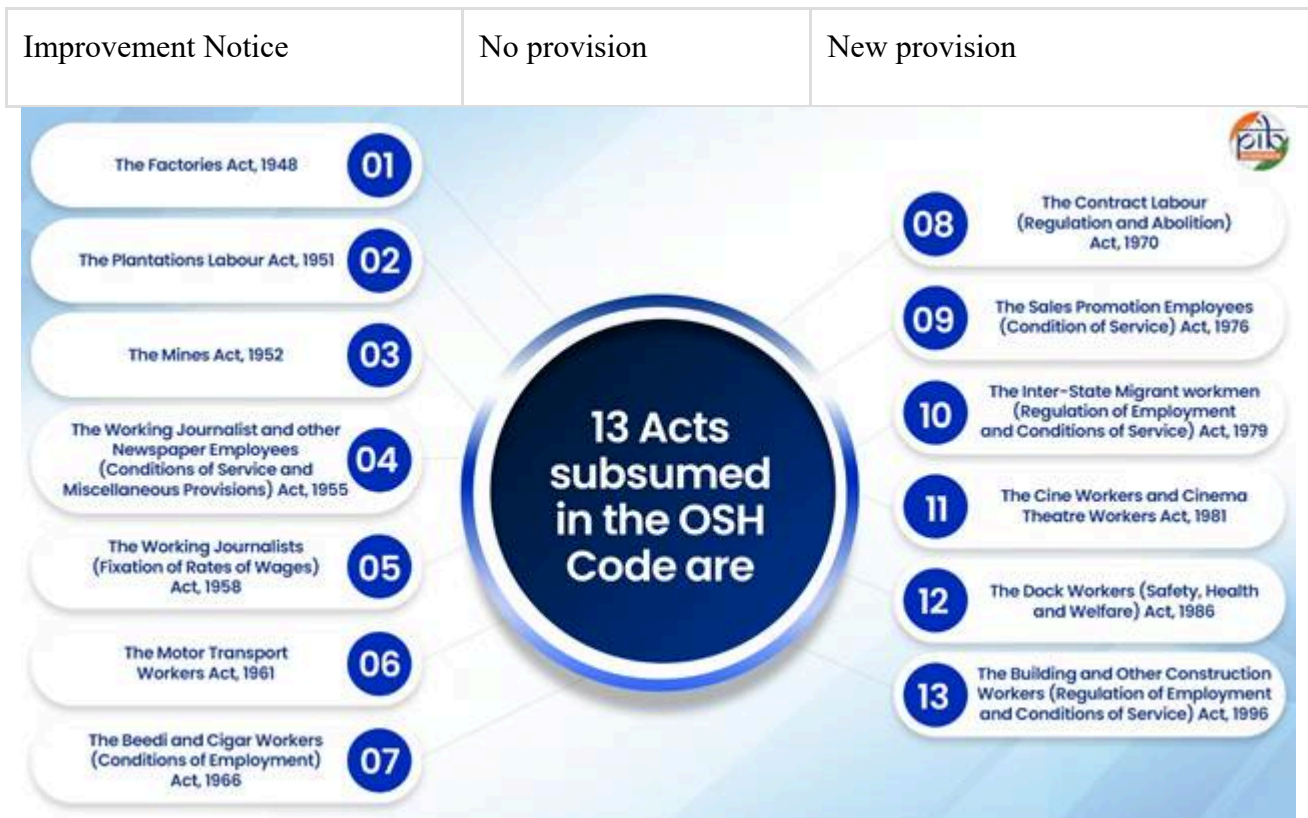 Improvement Notice No provision New provision
pib
The Factories Act, 1948
01
The Plantations Labour Act, 1951
02
The Mines Act, 1952
03
The Working Journalist and other
Newspaper Employees
(Conditions of Service and
Miscellaneous Provisions) Act, 1955
04
The Working Journalists
(Fixation of Rates of Wages)
Act, 1958
05
The Motor Transport
Workers Act, 1961
06
The Beedi and Cigar Workers
(Conditions of Employment)
Act, 1966
07
13 Acts
subsumed
in the OSH
Code are
08
The Contract Labour
(Regulation and Abolition)
Act, 1970
09
The Sales Promotion Employees
(Condition of Service) Act, 1976
10
The Inter-State Migrant workmen
(Regulation of Employment
and Conditions of Service) Act, 1979
11
The Cine Workers and Cinema
Theatre Workers Act, 1981
12
The Dock Workers (Safety, Health
and Welfare) Act, 1986
13
The Building and Other Construction
Workers (Regulation of Employment
and Conditions of Service) Act, 1996